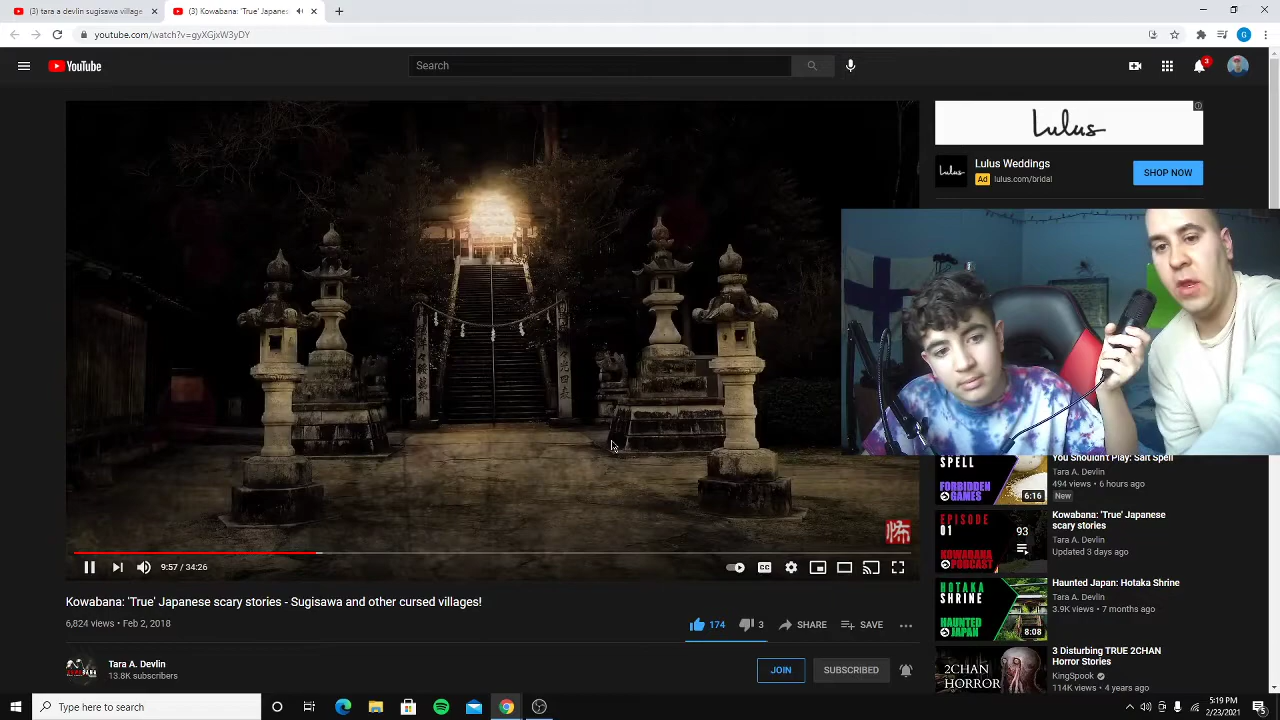 (3) tara a devlin sugisawa village
(3) Kowabana: 'True' Japanes
youtube.com/watch?v=gyXGjxW3yDY
G
YouTube
Search
3
Lulus
Lulus
Lulus Weddings
Ad lulus.com/bridal
SHOP NOW
怖
9:57 / 34:26
CC
SPELL
FORBIDDEN
GAMES
6:16
You Shouldn't Play: Salt Spell
494 views • 6 hours ago
New
EPISODE
01
KOWABANA
PODCAST
93
Kowabana: 'True' Japanese
scary stories
Tara A. Devlin
Updated 3 days ago
HOTAKA
SHRINE
HAUNTED
JAPAN
8:08
Haunted Japan: Hotaka Shrine
Tara A. Devlin
3.9K views • 7 months ago
2CHAN
HORROR
3 Disturbing TRUE 2CHAN
Horror Stories
KingSpook
114K views • 4 years ago
Kowabana: 'True' Japanese scary stories - Sugisawa and other cursed villages!
6,824 views • Feb 2, 2018
174
3
SHARE
SAVE
Tara A. Devlin
13.8K subscribers
JOIN
SUBSCRIBED
Type here to search
5:19 PM
2/23/2021